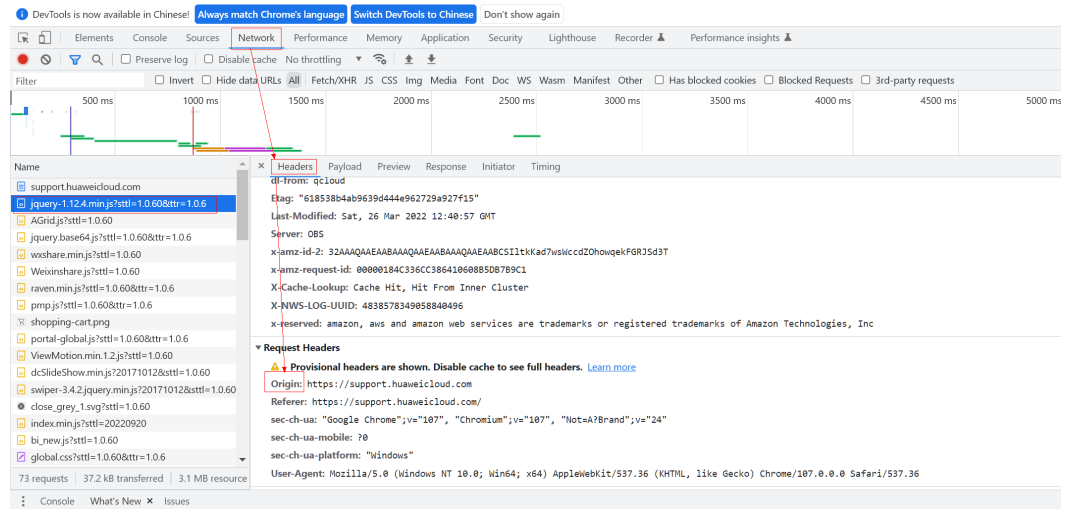 DevTools is now available in Chinese! Always match Chrome's language Switch DevTools to Chinese Don't show again
Elements Console Sources Network Performance Memory Application Security Lighthouse Recorder Performance insights
Preserve log Disable cache No throttling
Filter Invert Hide data URLs All Fetch/XHR JS CSS Img Media Font Doc WS Wasm Manifest Other Has blocked cookies Blocked Requests 3rd-party requests
500 ms 1000 ms 1500 ms 2000 ms 2500 ms 3000 ms 3500 ms 4000 ms 4500 ms 5000 ms
Name
support.huaweicloud.com
jquery-1.12.4.min.js?sttl=1.0.60&ttr=1.0.6
AGrid.js?sttl=1.0.60
jquery.base64.js?sttl=1.0.60&ttr=1.0.6
wxshare.min.js?sttl=1.0.60
Weixinshare.js?sttl=1.0.60
raven.min.js?sttl=1.0.60&ttr=1.0.6
pmp.js?sttl=1.0.60&ttr=1.0.6
shopping-cart.png
portal-global.js?sttl=1.0.60&ttr=1.0.6
ViewMotion.min.1.2.js?sttl=1.0.60
dcSlideShow.min.js?20171012&sttl=1.0.60
swiper-3.4.2.jquery.min.js?20171012&sttl=1.0.60
close_grey_1.svg?sttl=1.0.60
index.min.js?sttl=20220920
bi_new.js?sttl=1.0.60
global.css?sttl=1.0.60&ttr=1.0.6
73 requests 37.2 kB transferred 3.1 MB resource
× Headers Payload Preview Response Initiator Timing
dl-from: qcloud
Etag: "618538b4ab9639d444e962729a927f15"
Last-Modified: Sat, 26 Mar 2022 12:40:57 GMT
Server: OBS
x-amz-id-2: 32AAAQAAEAABAAAQAAEAABAAAQAAEAABCSIltkKad7wsWccdZOhowqekFGRJSd3T
x-amz-request-id: 00000184C336CC386410608B5DB7B9C1
X-Cache-Lookup: Cache Hit, Hit From Inner Cluster
X-NWS-LOG-UUID: 4838578349058840496
x-reserved: amazon, aws and amazon web services are trademarks or registered trademarks of Amazon Technologies, Inc
Request Headers
Provisional headers are shown. Disable cache to see full headers. Learn more
Origin: https://support.huaweicloud.com
Referer: https://support.huaweicloud.com/
sec-ch-ua: "Google Chrome";v="107", "Chromium";v="107", "Not=A?Brand";v="24"
sec-ch-ua-mobile: ?0
sec-ch-ua-platform: "Windows"
User-Agent: Mozilla/5.0 (Windows NT 10.0; Win64; x64) AppleWebKit/537.36 (KHTML, like Gecko) Chrome/107.0.0.0 Safari/537.36
Console What's New × Issues